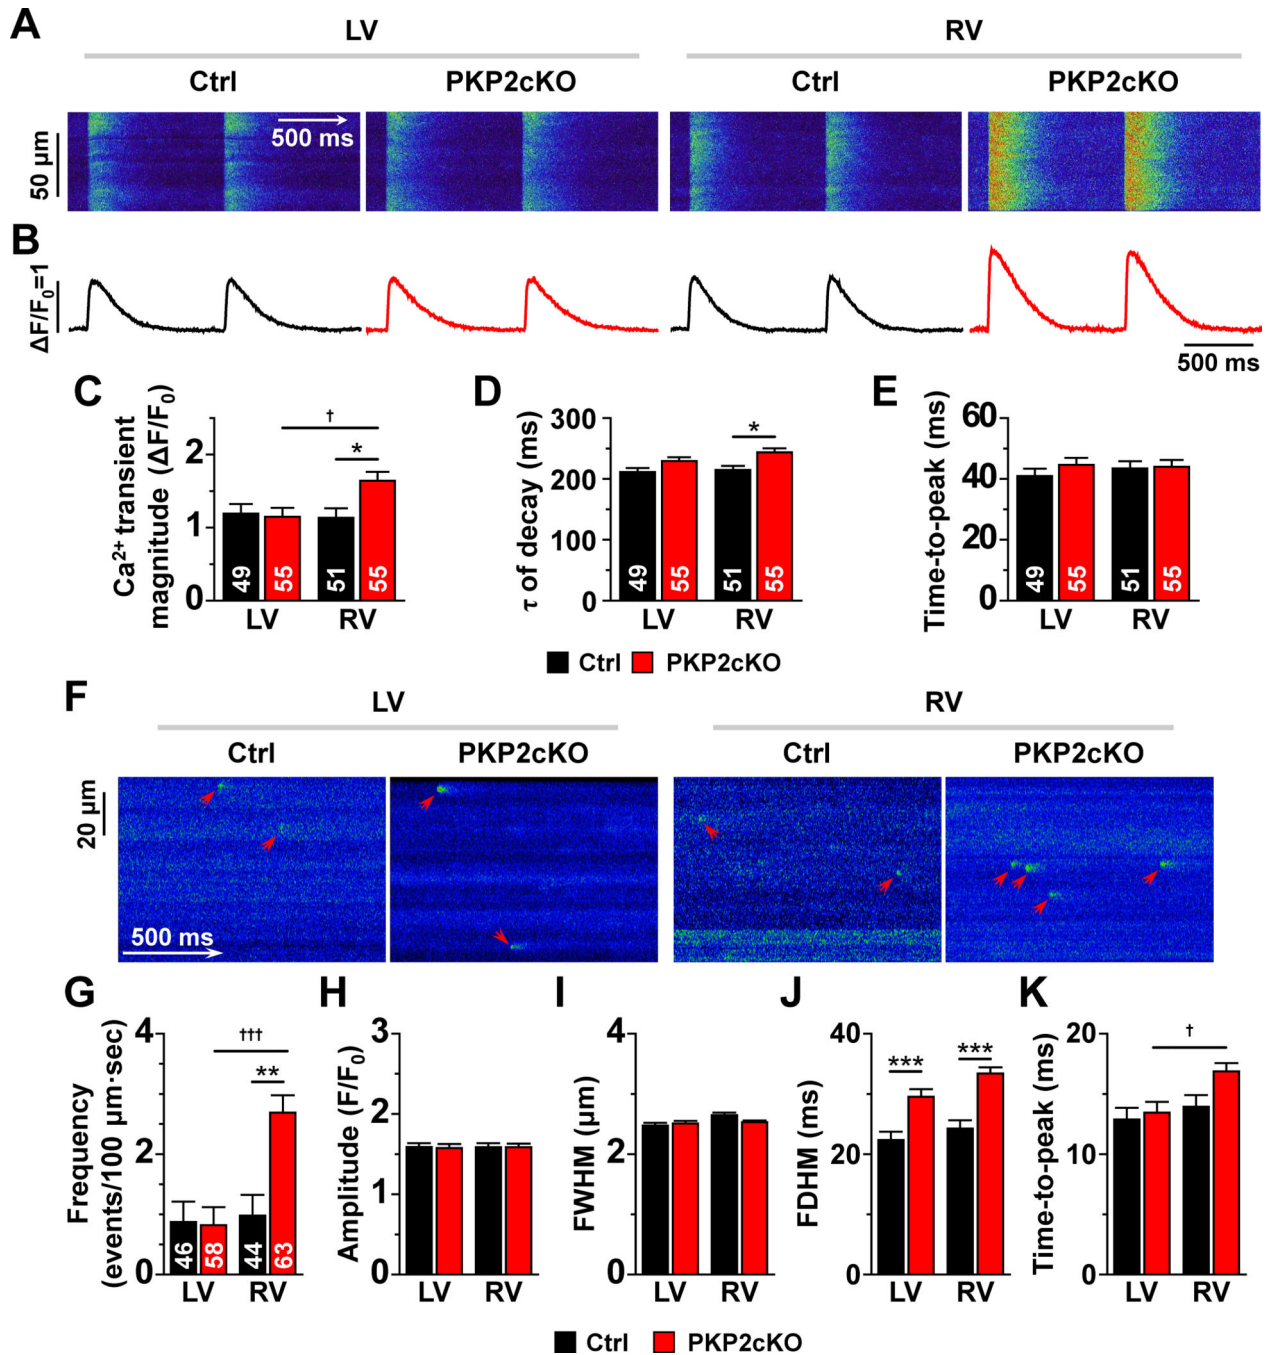 A
LV
RV
Ctrl
PKP2cKO
Ctrl
PKP2cKO
50 µm
500 ms
B
ΔF/F₀=1
500 ms
C
Ca²⁺ transient
magnitude (ΔF/F₀)
2
1
0
†
*
49
55
51
55
LV
RV
D
τ of decay (ms)
300
200
100
0
*
49
55
51
55
LV
RV
E
Time-to-peak (ms)
60
40
20
0
49
55
51
55
LV
RV
Ctrl
PKP2cKO
F
LV
RV
Ctrl
PKP2cKO
Ctrl
PKP2cKO
20 µm
500 ms
G
Frequency
(events/100 µm·sec)
4
2
0
†††
**
46
58
44
63
LV
RV
H
Amplitude (F/F₀)
3
2
1
0
LV
RV
I
FWHM (µm)
4
2
0
LV
RV
J
FDHM (ms)
40
20
0
***
***
LV
RV
K
Time-to-peak (ms)
20
10
0
†
LV
RV
Ctrl
PKP2cKO